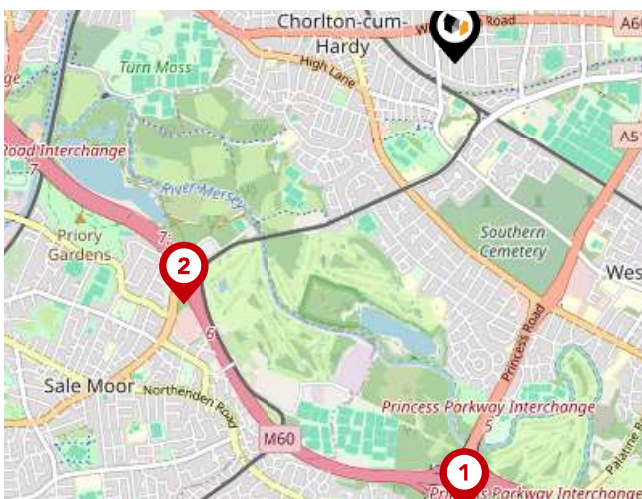 Chorlton-cum-
Hardy
A6
Turn Moss
High Lane
Road Interchange
7
A5
River Mersey
Southern
Cemetery
Priory
Gardens
7
Wes
2
6
Princess Road
Sale Moor
Northenden Road
Princess Parkway Interchange
5
M60
1
Palatine Ro
Princess Parkway Interchange